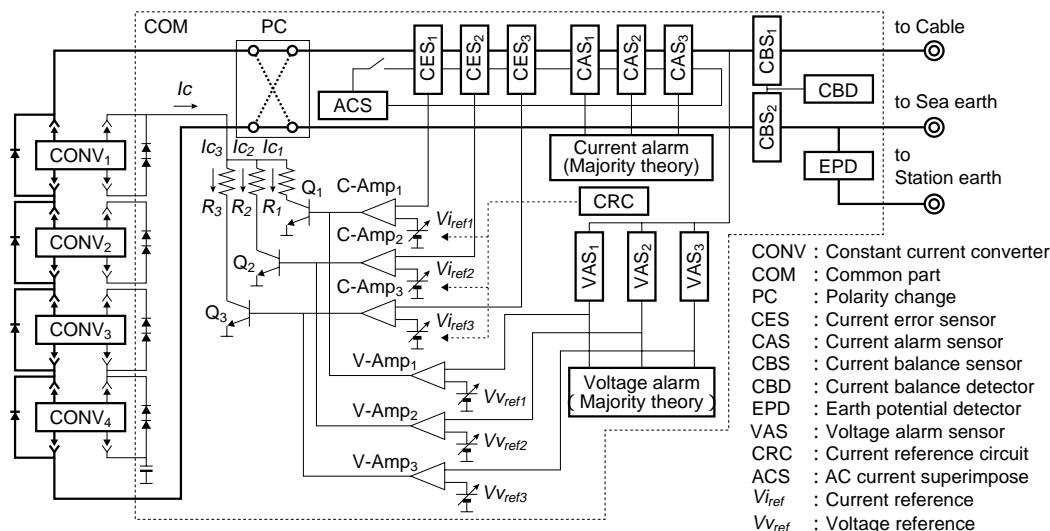 COM
PC
CES1
CES2
CES3
CAS1
CAS2
CAS3
CBS1
to Cable
Ic
ACS
CBD
CBS2
to Sea earth
CONV1
Ic3
Ic2
Ic1
Current alarm
(Majority theory)
EPD
to
Station earth
R3
R2
R1
Q1
C-Amp1
Viref1
CRC
CONV2
C-Amp2
Q2
Viref2
VAS1
VAS2
VAS3
C-Amp3
Q3
Viref3
CONV3
V-Amp1
Vvref1
Voltage alarm
(Majority theory)
CONV4
V-Amp2
Vvref2
V-Amp3
Vvref3
CONV : Constant current converter
COM : Common part
PC : Polarity change
CES : Current error sensor
CAS : Current alarm sensor
CBS : Current balance sensor
CBD : Current balance detector
EPD : Earth potential detector
VAS : Voltage alarm sensor
CRC : Current reference circuit
ACS : AC current superimpose
Viref : Current reference
Vvref : Voltage reference